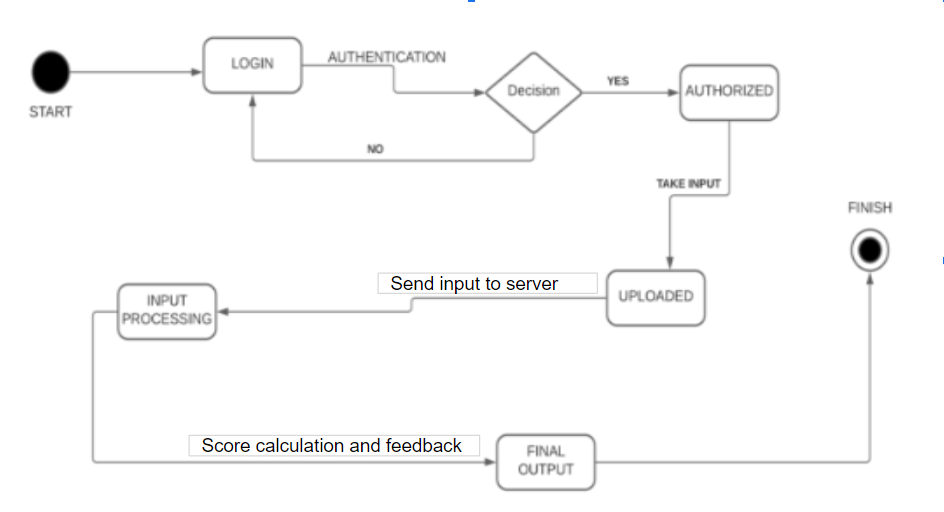 START
LOGIN
AUTHENTICATION
Decision
YES
AUTHORIZED
NO
TAKE INPUT
FINISH
Send input to server
UPLOADED
INPUT
PROCESSING
Score calculation and feedback
FINAL
OUTPUT